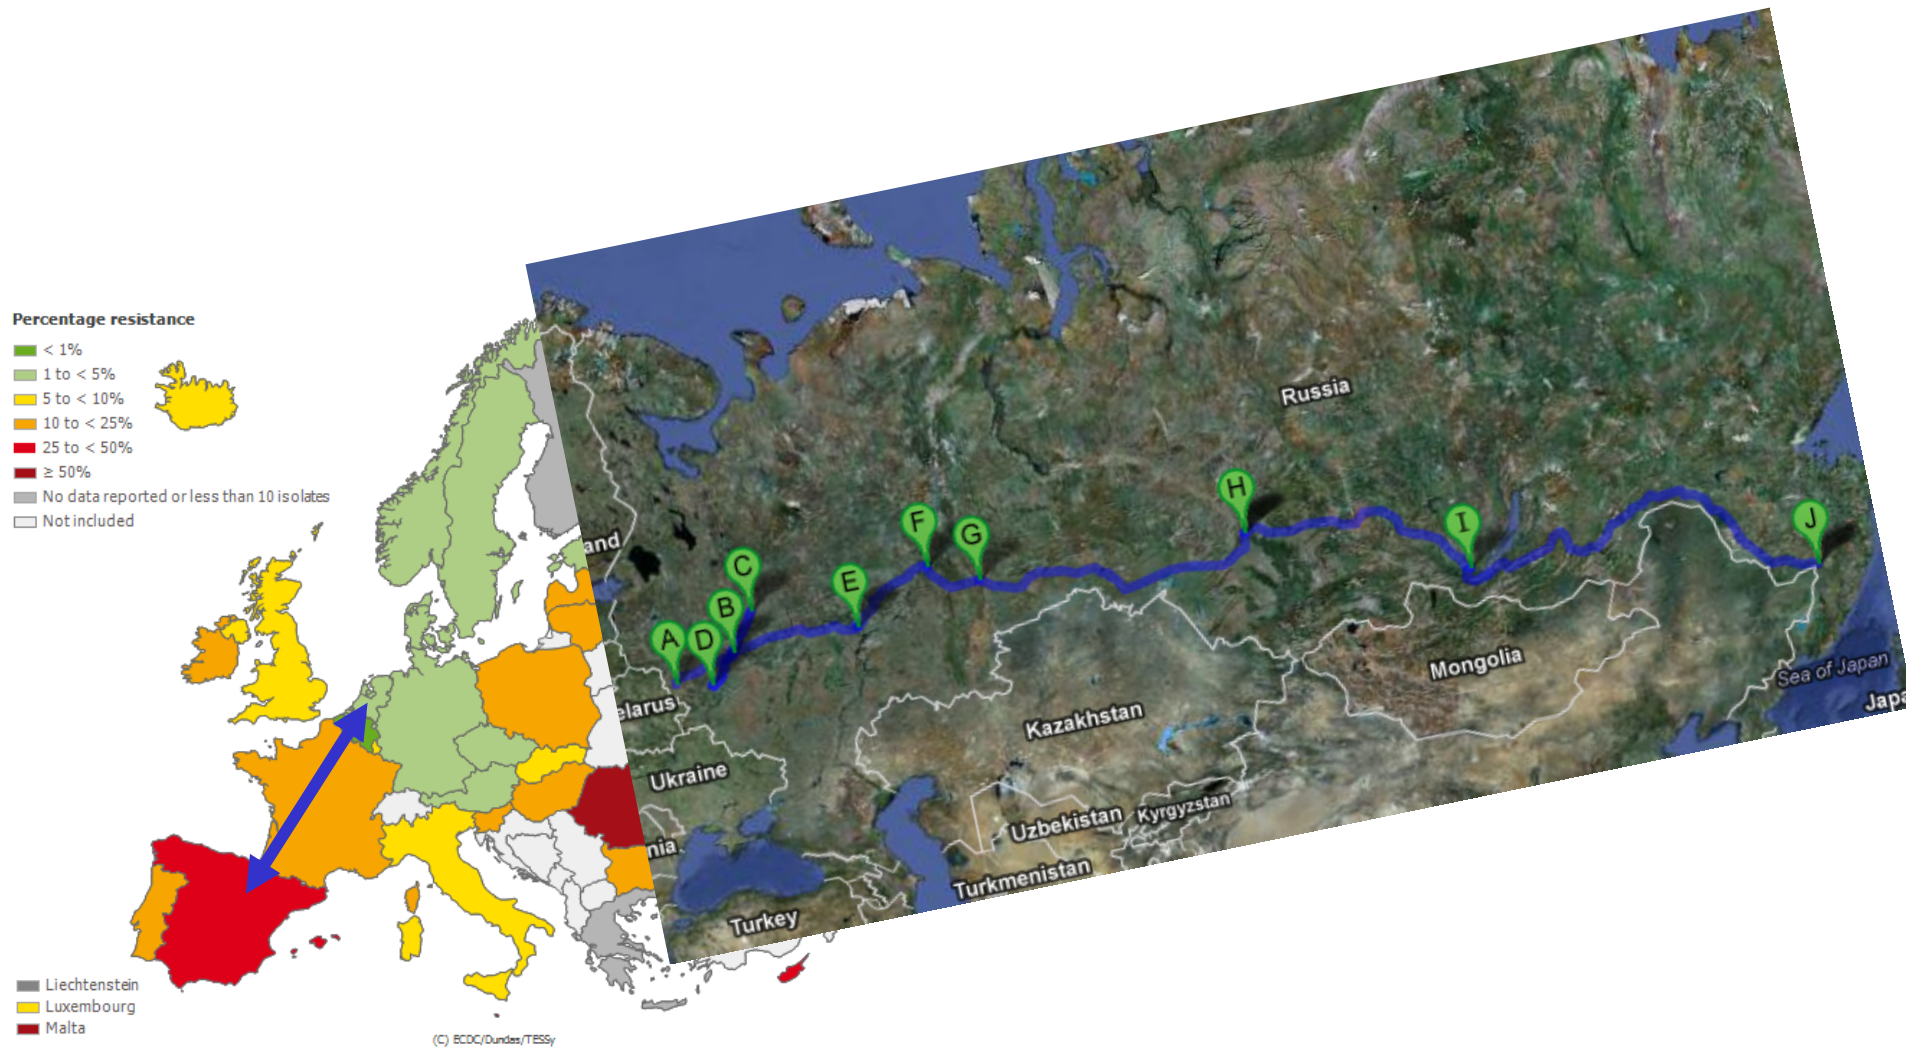 Percentage resistance
< 1%
1 to < 5%
5 to < 10%
10 to < 25%
25 to < 50%
≥ 50%
No data reported or less than 10 isolates
Not included
Liechtenstein
Luxembourg
Malta
(C) ECDC/Dundas/TESSy
Russia
H
I
J
F
G
C
E
B
A
D
and
elarus
Ukraine
nia
Kazakhstan
Mongolia
Sea of Japan
Japa
Uzbekistan
Kyrgyzstan
Turkmenistan
Turkey